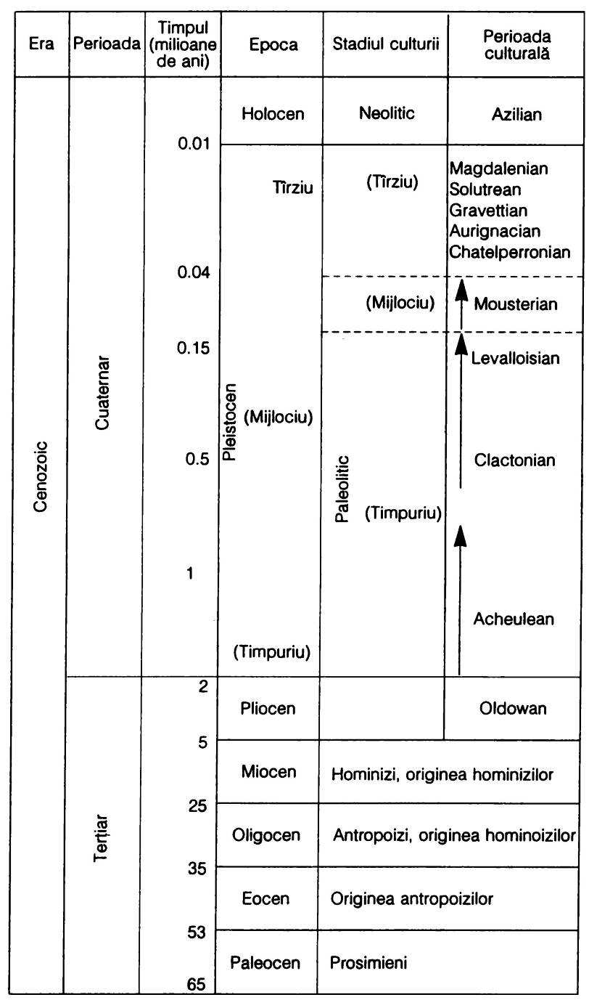 Era
Perioada
Timpul
(milioane
de ani)
Epoca
Stadiul culturii
Perioada
culturală
Cenozoic
Cuaternar
Holocen
Neolitic
Azilian
0.01
Pleistocen
Tîrziu
Paleolitic
(Tîrziu)
Magdalenian
Solutrean
Gravettian
Aurignacian
Chatelperronian
0.04
(Mijlociu)
Mousterian
0.15
Levalloisian
(Mijlociu)
0.5
Clactonian
(Timpuriu)
1
Acheulean
(Timpuriu)
Terțiar
2
Pliocen
Oldowan
5
Miocen
Hominizi, originea hominizilor
25
Oligocen
Antropoizi, originea hominoizilor
35
Eocen
Originea antropoizilor
53
Paleocen
Prosimieni
65